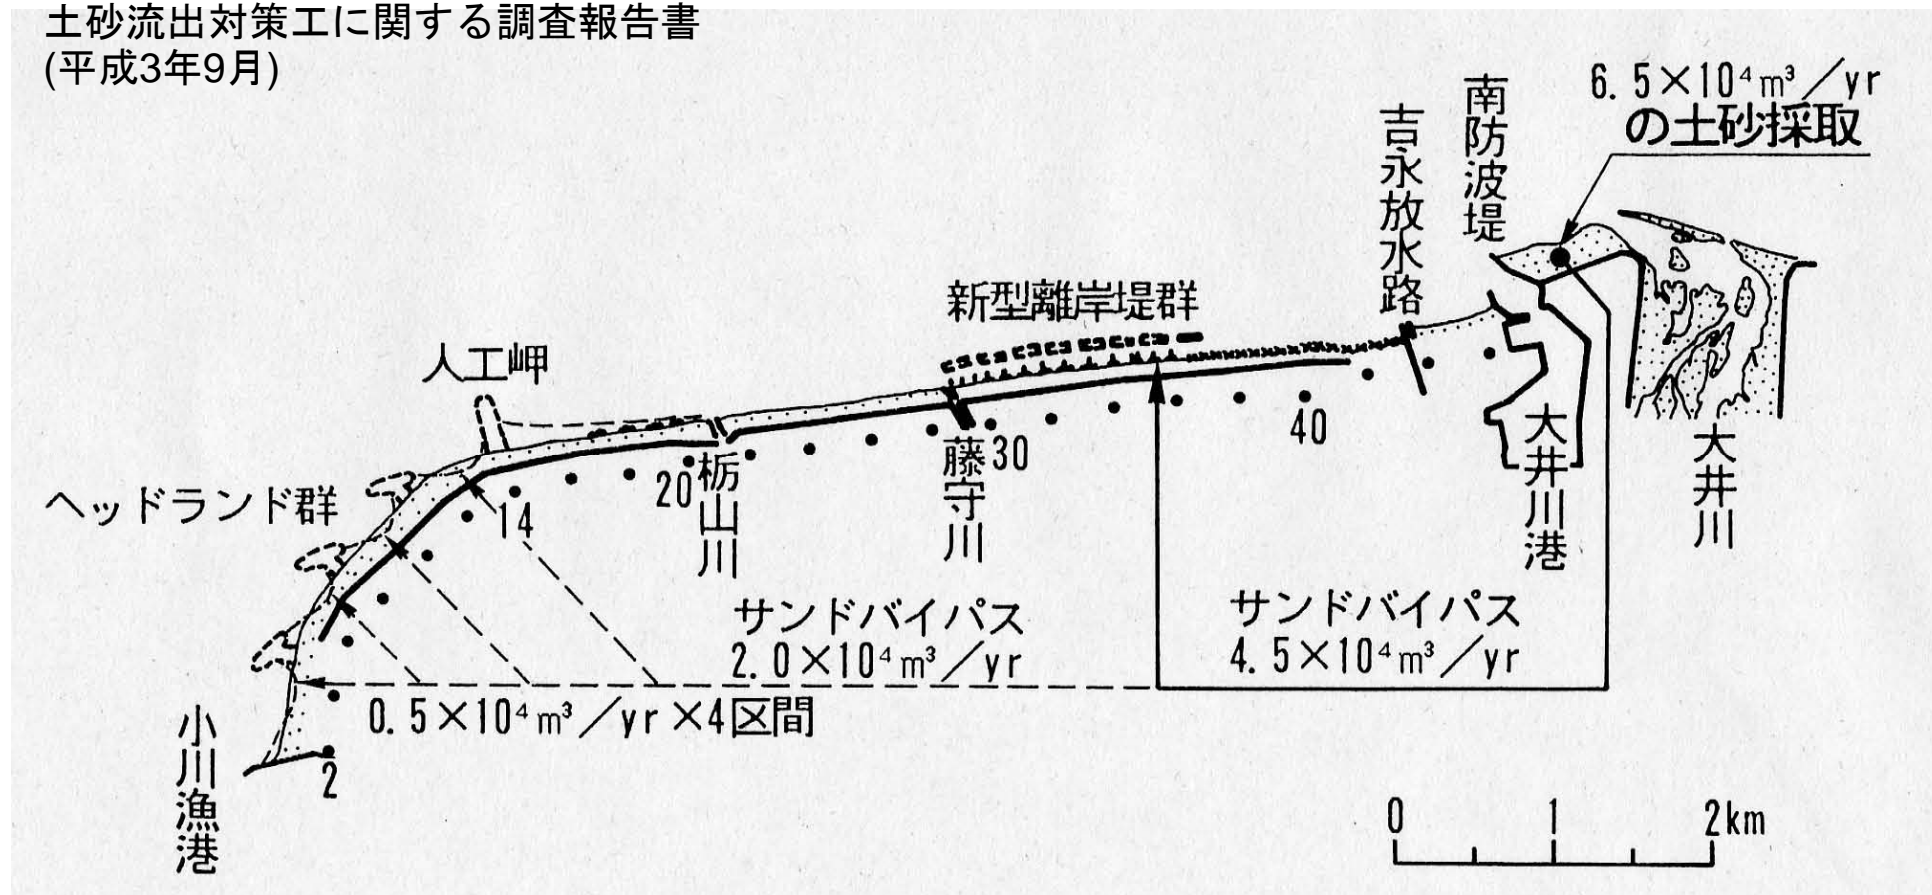 土砂流出対策工に関する調査報告書
(平成3年9月)
6.5×10⁴m³／yr
の土砂採取
南防波堤
吉永放水路
新型離岸堤群
人工岬
ヘッドランド群
大井川
大井川港
40
30
藤守川
20
栃山川
14
サンドバイパス
2.0×10⁴m³／yr
サンドバイパス
4.5×10⁴m³／yr
0.5×10⁴m³／yr×4区間
小川漁港
2
0 1 2km